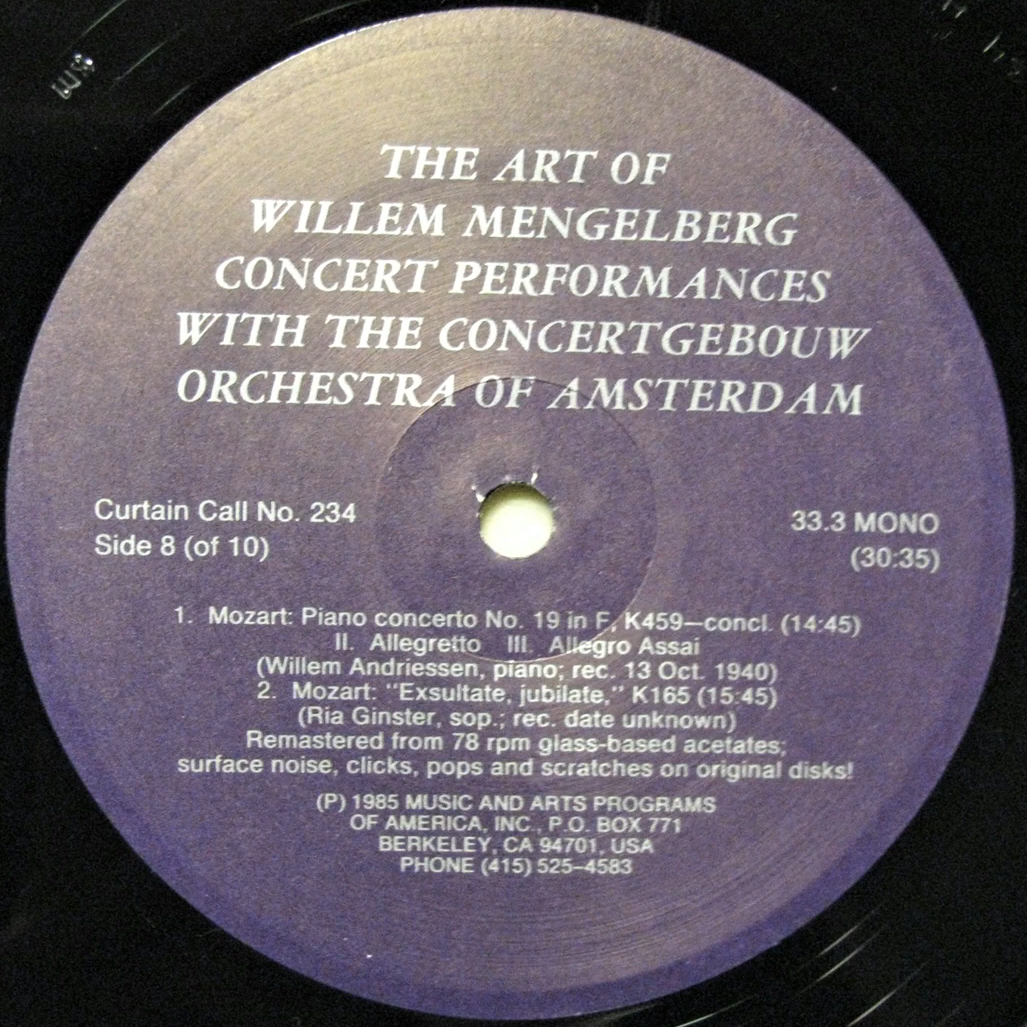 THE ART OF
WILLEM MENGELBERG
CONCERT PERFORMANCES
WITH THE CONCERTGEBOUW
ORCHESTRA OF AMSTERDAM
Curtain Call No. 234
Side 8 (of 10)
33.3 MONO
(30:35)
1. Mozart: Piano concerto No. 19 in F, K459—concl. (14:45)
II. Allegretto III. Allegro Assai
(Willem Andriessen, piano; rec. 13 Oct. 1940)
2. Mozart: "Exsultate, jubilate," K165 (15:45)
(Ria Ginster, sop.; rec. date unknown)
Remastered from 78 rpm glass-based acetates;
surface noise, clicks, pops and scratches on original disks!
(P) 1985 MUSIC AND ARTS PROGRAMS
OF AMERICA, INC., P.O. BOX 771
BERKELEY, CA 94701, USA
PHONE (415) 525-4583